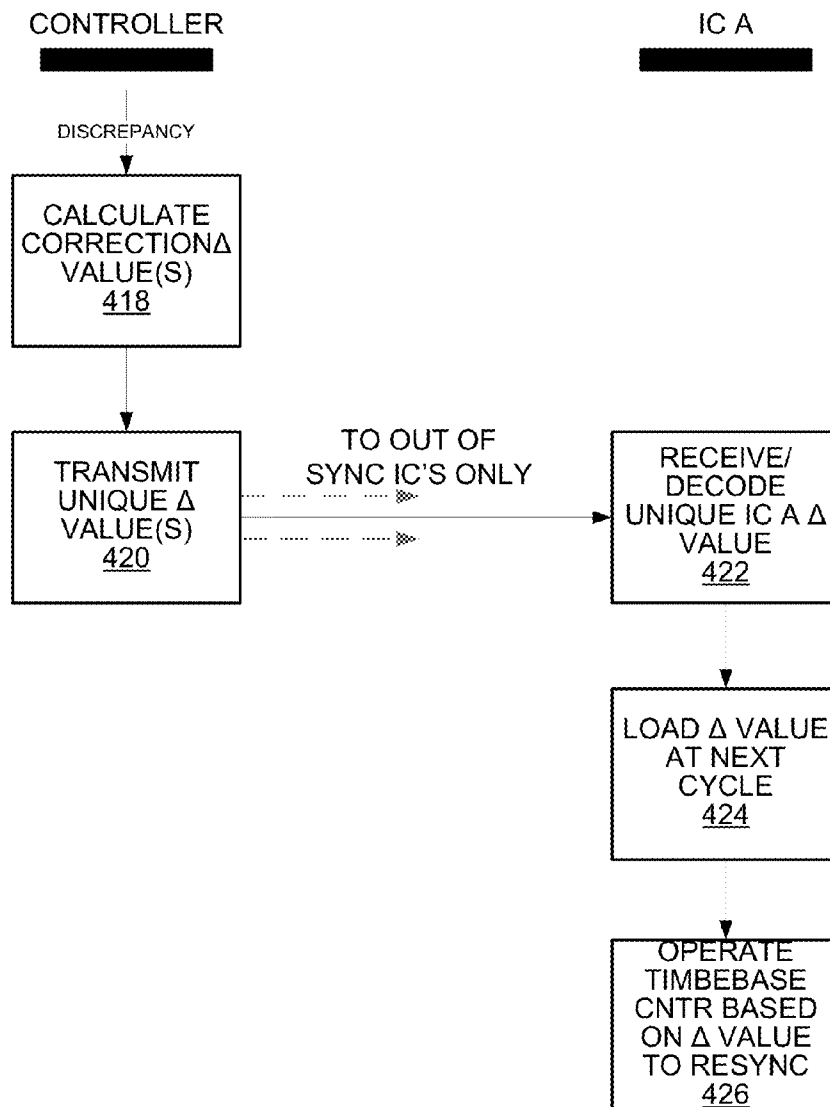 CONTROLLER
IC A
DISCREPANCY
CALCULATE
CORRECTIONΔ
VALUE(S)
418
TRANSMIT
UNIQUE Δ
VALUE(S)
420
TO OUT OF
SYNC IC'S ONLY
RECEIVE/
DECODE
UNIQUE IC A Δ
VALUE
422
LOAD Δ VALUE
AT NEXT
CYCLE
424
OPERATE
TIMBEBASE
CNTR BASED
ON Δ VALUE
TO RESYNC
426